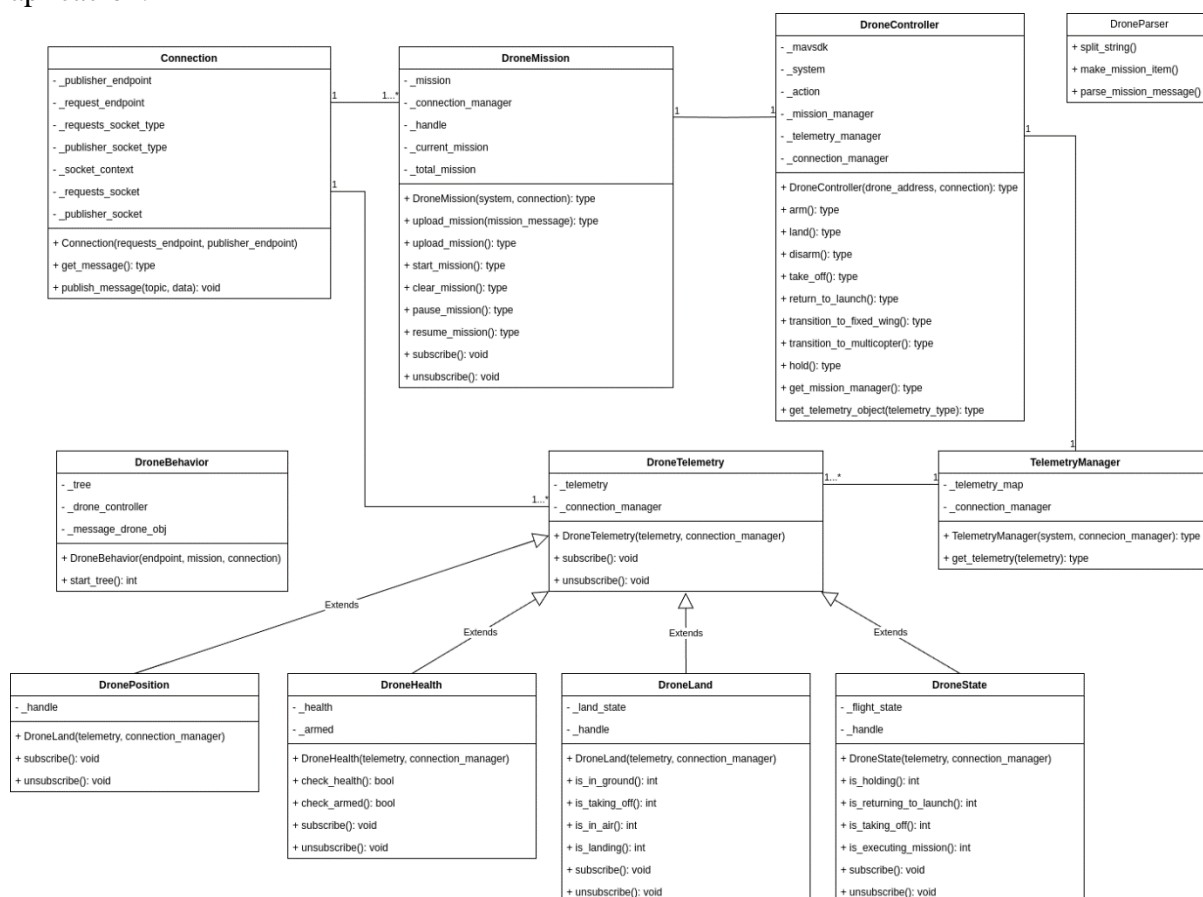 Connection
- _publisher_endpoint
- _request_endpoint
- _requests_socket_type
- _publisher_socket_type
- _socket_context
- _requests_socket
- _publisher_socket
+ Connection(requests_endpoint, publisher_endpoint)
+ get_message(): type
+ publish_message(topic, data): void
1
1...*
1
1...*
DroneMission
- _mission
- _connection_manager
- _handle
- _current_mission
- _total_mission
+ DroneMission(system, connection): type
+ upload_mission(mission_message): type
+ upload_mission(): type
+ start_mission(): type
+ clear_mission(): type
+ pause_mission(): type
+ resume_mission(): type
+ subscribe(): void
+ unsubscribe(): void
1
1
DroneController
- _mavsdk
- _system
- _action
- _mission_manager
- _telemetry_manager
- _connection_manager
+ DroneController(drone_address, connection): type
+ arm(): type
+ land(): type
+ disarm(): type
+ take_off(): type
+ return_to_launch(): type
+ transition_to_fixed_wing(): type
+ transition_to_multicopter(): type
+ hold(): type
+ get_mission_manager(): type
+ get_telemetry_object(telemetry_type): type
1
1
DroneParser
+ split_string()
+ make_mission_item()
+ parse_mission_message()
DroneBehavior
- _tree
- _drone_controller
- _message_drone_obj
+ DroneBehavior(endpoint, mission, connection)
+ start_tree(): int
DroneTelemetry
- _telemetry
- _connection_manager
+ DroneTelemetry(telemetry, connection_manager)
+ subscribe(): void
+ unsubscribe(): void
1...*
1
TelemetryManager
- _telemetry_map
- _connection_manager
+ TelemetryManager(system, connecion_manager): type
+ get_telemetry(telemetry): type
Extends
Extends
Extends
Extends
DronePosition
- _handle
+ DroneLand(telemetry, connection_manager)
+ subscribe(): void
+ unsubscribe(): void
DroneHealth
- _health
- _armed
+ DroneHealth(telemetry, connection_manager)
+ check_health(): bool
+ check_armed(): bool
+ subscribe(): void
+ unsubscribe(): void
DroneLand
- _land_state
- _handle
+ DroneLand(telemetry, connection_manager)
+ is_in_ground(): int
+ is_taking_off(): int
+ is_in_air(): int
+ is_landing(): int
+ subscribe(): void
+ unsubscribe(): void
DroneState
- _flight_state
- _handle
+ DroneState(telemetry, connection_manager)
+ is_holding(): int
+ is_returning_to_launch(): int
+ is_taking_off(): int
+ is_executing_mission(): int
+ subscribe(): void
+ unsubscribe(): void